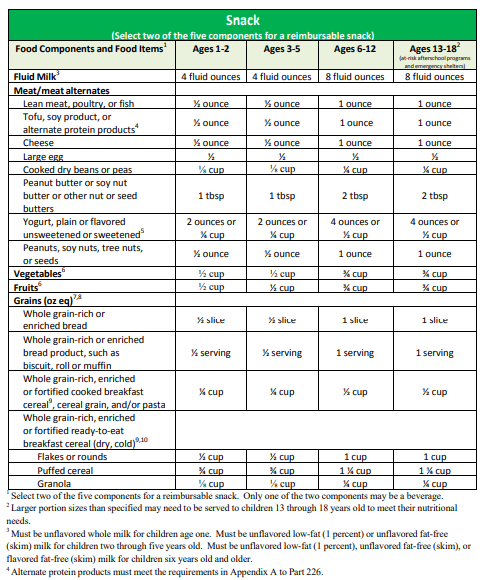 Snack
(Select two of the five components for a reimbursable snack)
Food Components and Food Items1 Ages 1-2 Ages 3-5 Ages 6-12 Ages 13-182
(at-risk afterschool programs
and emergency shelters)
Fluid Milk3 4 fluid ounces 4 fluid ounces 8 fluid ounces 8 fluid ounces
Meat/meat alternates
Lean meat, poultry, or fish ½ ounce ½ ounce 1 ounce 1 ounce
Tofu, soy product, or
alternate protein products4 ½ ounce ½ ounce 1 ounce 1 ounce
Cheese ½ ounce ½ ounce 1 ounce 1 ounce
Large egg ½ ½ ½ ½
Cooked dry beans or peas ⅛ cup ⅛ cup ¼ cup ¼ cup
Peanut butter or soy nut
butter or other nut or seed
butters 1 tbsp 1 tbsp 2 tbsp 2 tbsp
Yogurt, plain or flavored
unsweetened or sweetened5 2 ounces or ¼ cup 2 ounces or ¼ cup 4 ounces or ½ cup 4 ounces or ½ cup
Peanuts, soy nuts, tree nuts,
or seeds ½ ounce ½ ounce 1 ounce 1 ounce
Vegetables6 ½ cup ½ cup ¾ cup ¾ cup
Fruits6 ½ cup ½ cup ¾ cup ¾ cup
Grains (oz eq)7,8
Whole grain-rich or
enriched bread ½ slice ½ slice 1 slice 1 slice
Whole grain-rich or enriched
bread product, such as
biscuit, roll or muffin ½ serving ½ serving 1 serving 1 serving
Whole grain-rich, enriched
or fortified cooked breakfast
cereal9, cereal grain, and/or pasta ¼ cup ¼ cup ½ cup ½ cup
Whole grain-rich, enriched
or fortified ready-to-eat
breakfast cereal (dry, cold)9,10
Flakes or rounds ½ cup ½ cup 1 cup 1 cup
Puffed cereal ¾ cup ¾ cup 1 ¼ cup 1 ¼ cup
Granola ⅛ cup ⅛ cup ¼ cup ¼ cup
1 Select two of the five components for a reimbursable snack. Only one of the two components may be a beverage.
2 Larger portion sizes than specified may need to be served to children 13 through 18 years old to meet their nutritional
needs.
3 Must be unflavored whole milk for children age one. Must be unflavored low-fat (1 percent) or unflavored fat-free
(skim) milk for children two through five years old. Must be unflavored low-fat (1 percent), unflavored fat-free (skim), or
flavored fat-free (skim) milk for children six years old and older.
4 Alternate protein products must meet the requirements in Appendix A to Part 226.